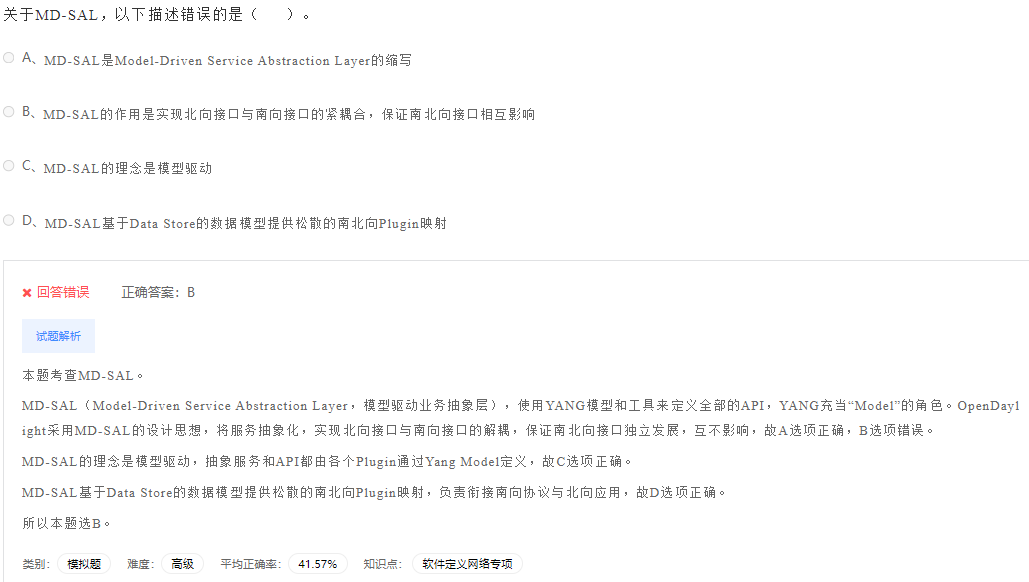 关于MD-SAL，以下描述错误的是（　　）。
A、MD-SAL是Model-Driven Service Abstraction Layer的缩写
B、MD-SAL的作用是实现北向接口与南向接口的紧耦合，保证南北向接口相互影响
C、MD-SAL的理念是模型驱动
D、MD-SAL基于Data Store的数据模型提供松散的南北向Plugin映射
✖ 回答错误　正确答案：B
试题解析
本题考查MD-SAL。
MD-SAL（Model-Driven Service Abstraction Layer，模型驱动业务抽象层），使用YANG模型和工具来定义全部的API，YANG充当“Model”的角色。OpenDayl
ight采用MD-SAL的设计思想，将服务抽象化，实现北向接口与南向接口的解耦，保证南北向接口独立发展，互不影响，故A选项正确，B选项错误。
MD-SAL的理念是模型驱动，抽象服务和API都由各个Plugin通过Yang Model定义，故C选项正确。
MD-SAL基于Data Store的数据模型提供松散的南北向Plugin映射，负责衔接南向协议与北向应用，故D选项正确。
所以本题选B。
类别：模拟题　难度：高级　平均正确率：41.57%　知识点：软件定义网络专项